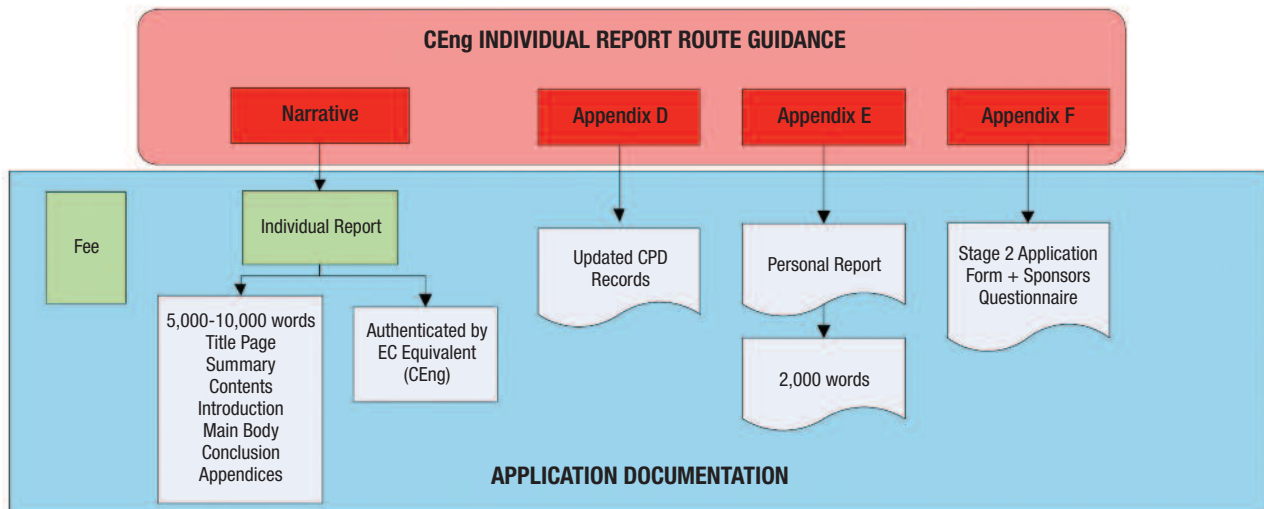 CEng INDIVIDUAL REPORT ROUTE GUIDANCE
Narrative
Appendix D
Appendix E
Appendix F
Fee
Individual Report
5,000-10,000 words
Title Page
Summary
Contents
Introduction
Main Body
Conclusion
Appendices
Authenticated by
EC Equivalent
(CEng)
Updated CPD
Records
Personal Report
2,000 words
Stage 2 Application
Form + Sponsors
Questionnaire
APPLICATION DOCUMENTATION